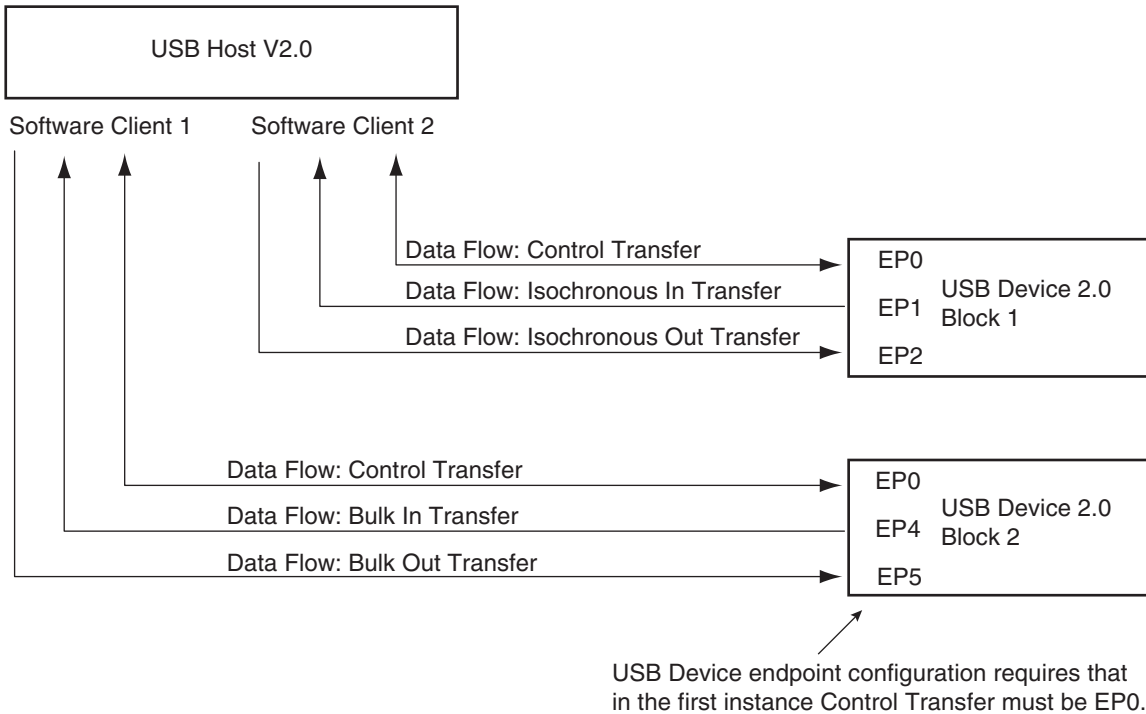 USB Host V2.0
Software Client 1
Software Client 2
Data Flow: Control Transfer
Data Flow: Isochronous In Transfer
Data Flow: Isochronous Out Transfer
EP0
EP1
EP2
USB Device 2.0
Block 1
Data Flow: Control Transfer
Data Flow: Bulk In Transfer
Data Flow: Bulk Out Transfer
EP0
EP4
EP5
USB Device 2.0
Block 2
USB Device endpoint configuration requires that
in the first instance Control Transfer must be EP0.